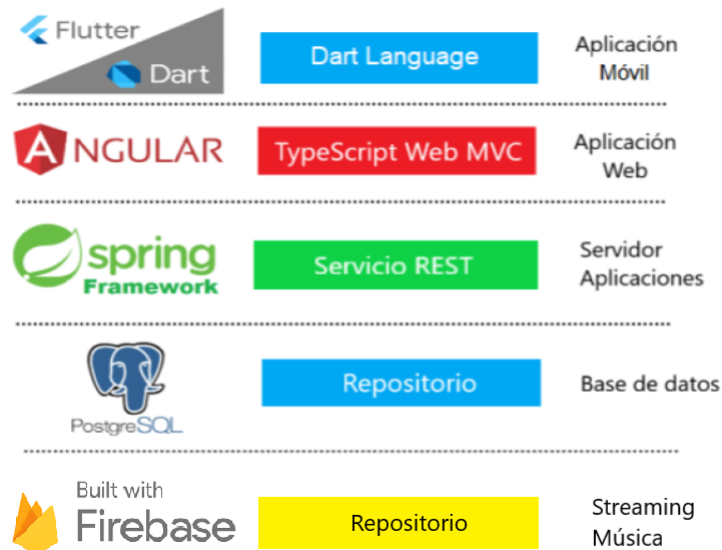 Flutter
Dart
Dart Language
Aplicación
Móvil
ANGULAR
TypeScript Web MVC
Aplicación
Web
spring
Framework
Servicio REST
Servidor
Aplicaciones
PostgreSQL
Repositorio
Base de datos
Built with
Firebase
Repositorio
Streaming
Música